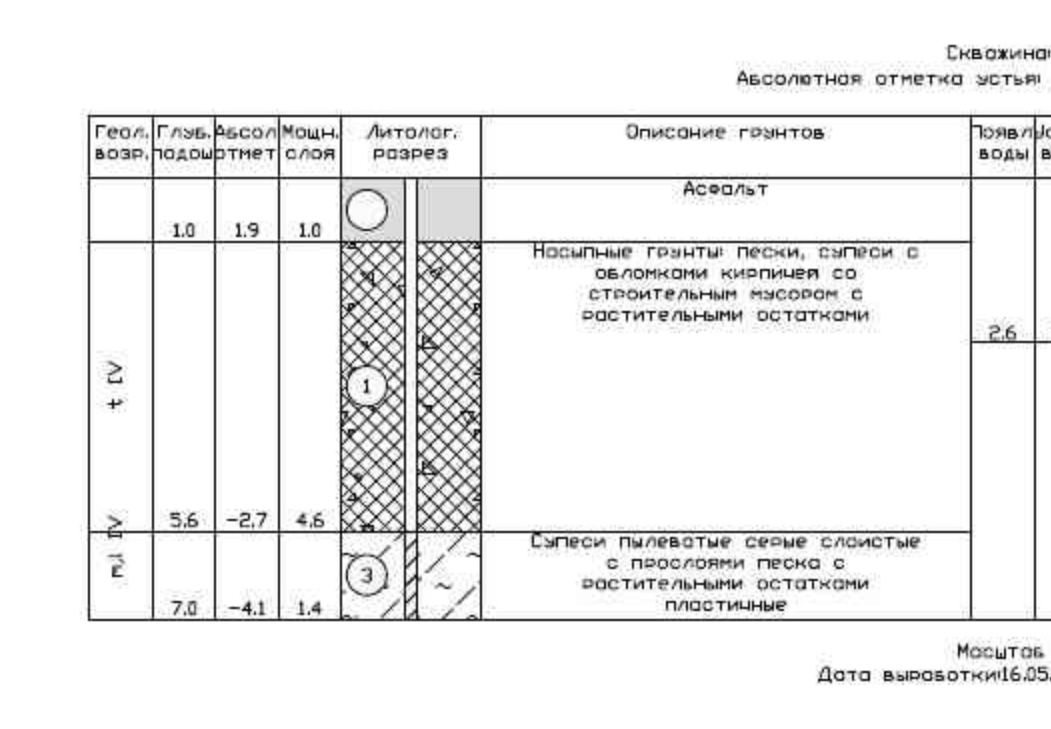 Скважина
Абсолютная отметка устья:
Геол. возр.
Глуб. подош
Абсол отмет
Мощн. слоя
Литолог. разрез
Описание грунтов
Появл воды
Асфальт
1.0 1.9 1.0
Насыпные грунты: пески, супеси с
обломками кирпичей со
строительным мусором с
растительными остатками
2.6
t IV
1
5.6 -2.7 4.6
m,l IV
Супеси пылеватые серые слоистые
с прослоями песка с
растительными остатками
пластичные
3
7.0 -4.1 1.4
Масштаб
Дата выработки:16.05.